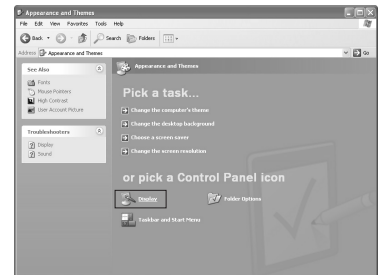 Appearance and Themes
File Edit View Favorites Tools Help
Back Search Folders
Address Appearance and Themes Go
See Also
Fonts
Mouse Pointers
High Contrast
User Account Picture
Troubleshooters
Display
Sound
Appearance and Themes
Pick a task...
Change the computer's theme
Change the desktop background
Choose a screen saver
Change the screen resolution
or pick a Control Panel icon
Display Folder Options
Taskbar and Start Menu